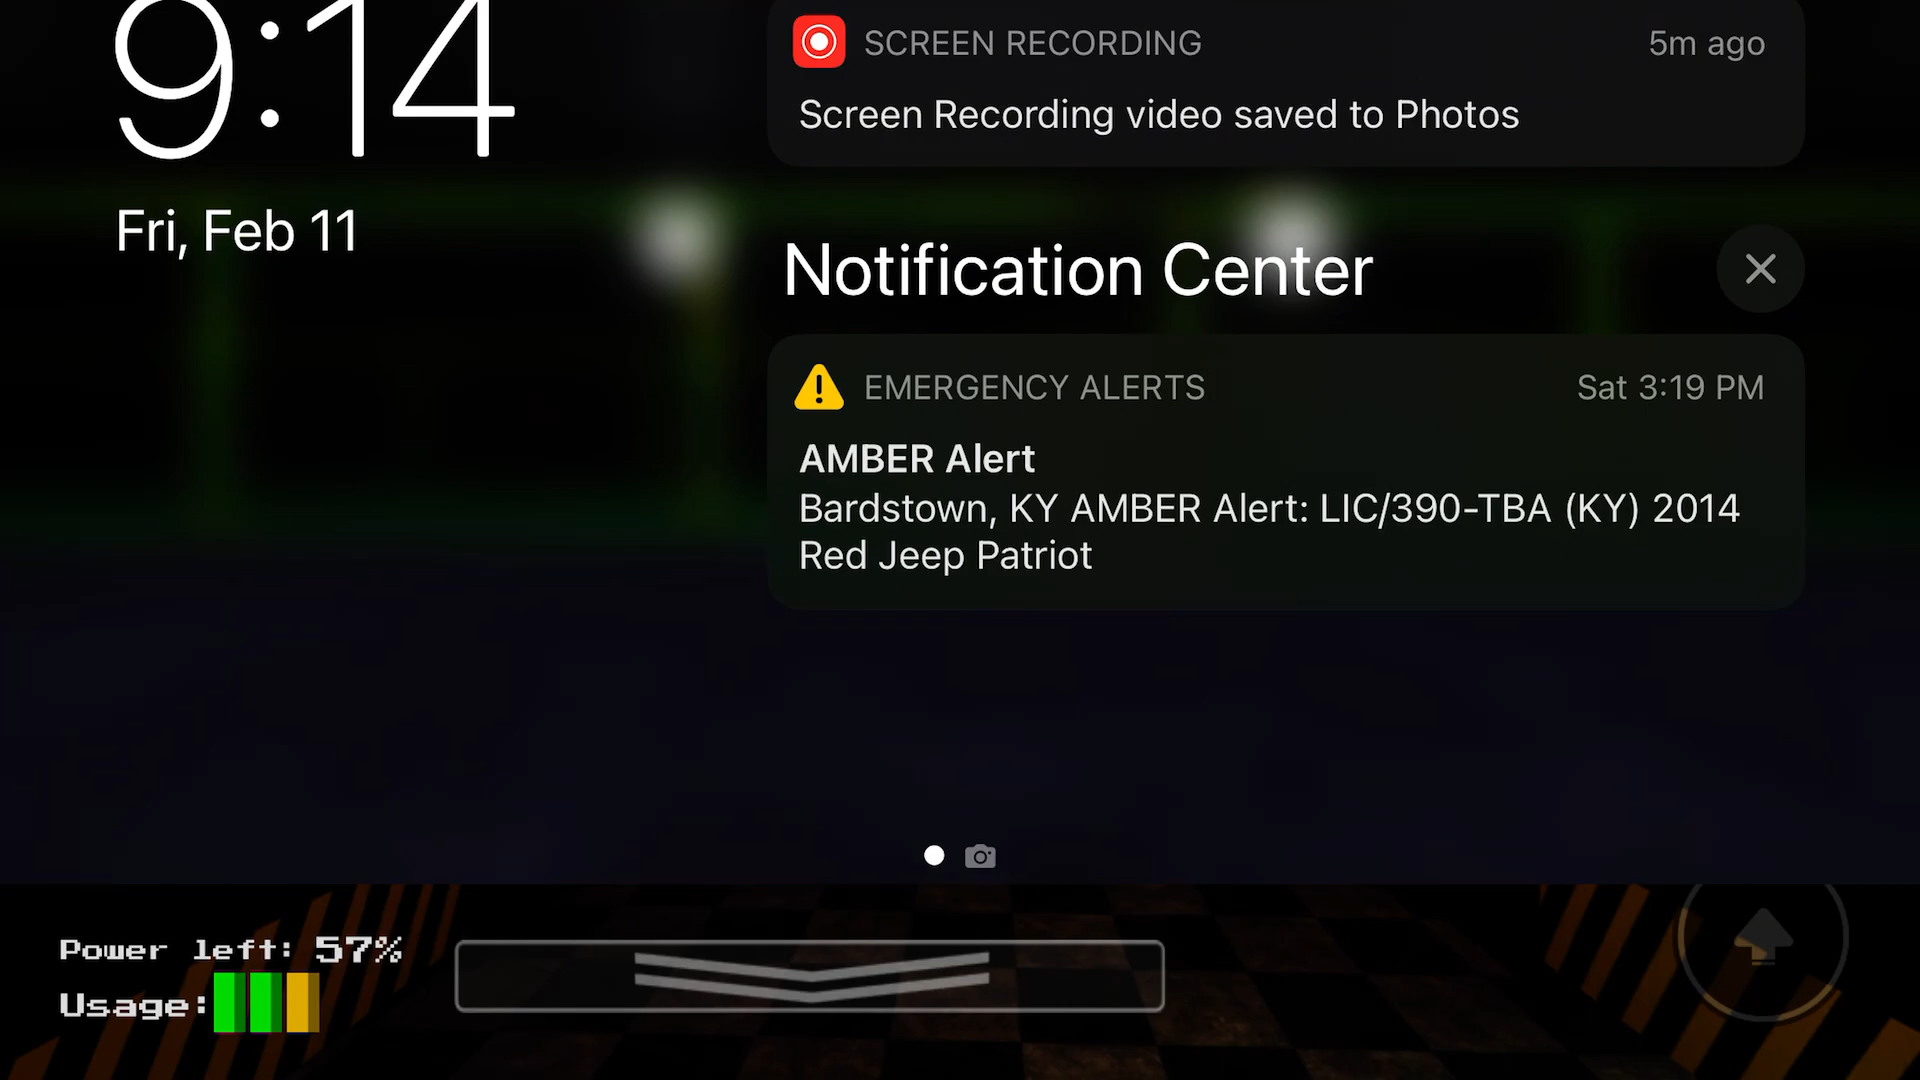 9:14
Fri, Feb 11
SCREEN RECORDING
5m ago
Screen Recording video saved to Photos
Notification Center
EMERGENCY ALERTS
Sat 3:19 PM
AMBER Alert
Bardstown, KY AMBER Alert: LIC/390-TBA (KY) 2014
Red Jeep Patriot
Power left: 57%
Usage: